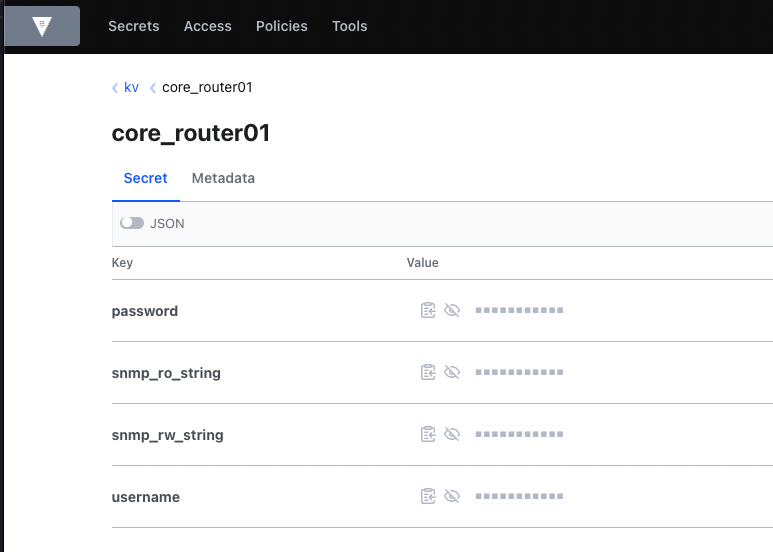 Secrets Access Policies Tools
kv core_router01
core_router01
Secret Metadata
JSON
Key Value
password
snmp_ro_string
snmp_rw_string
username